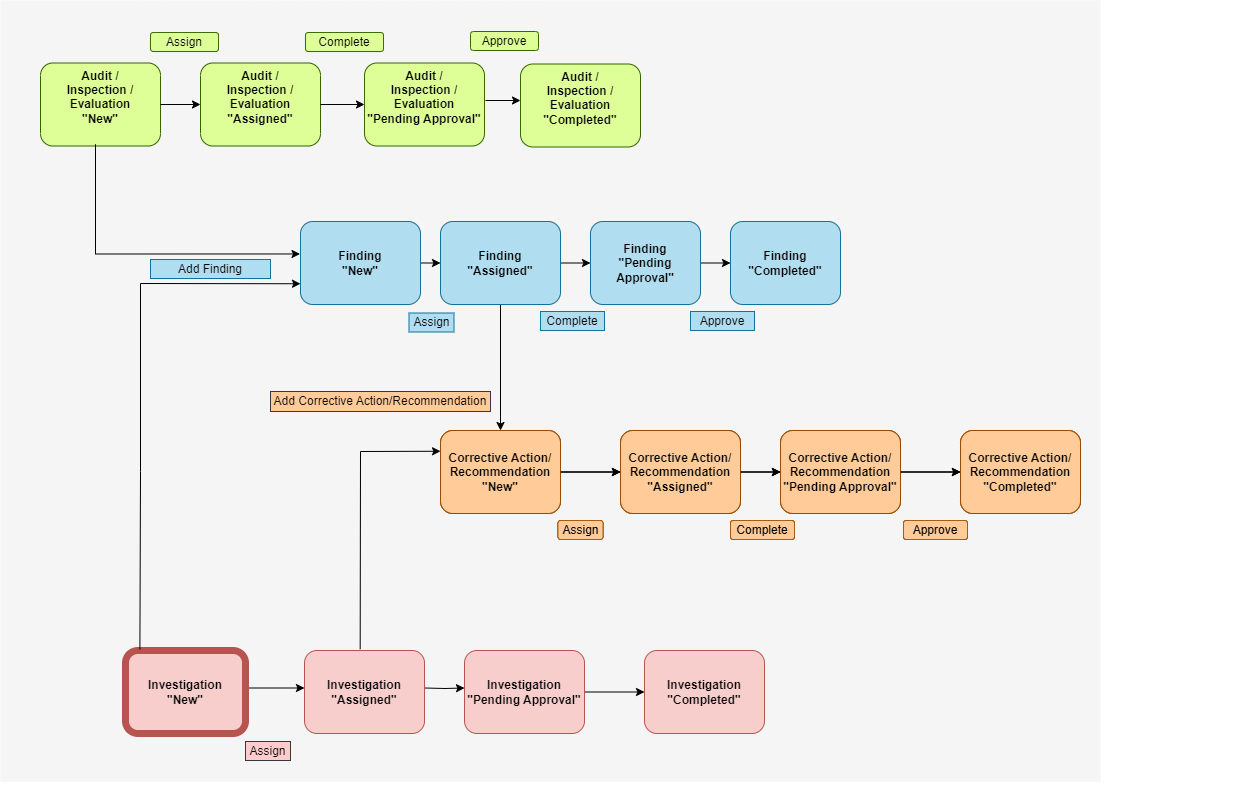 Assign
Complete
Approve
Audit /
Inspection /
Evaluation
"New"
Audit /
Inspection /
Evaluation
"Assigned"
Audit /
Inspection /
Evaluation
"Pending Approval"
Audit /
Inspection /
Evaluation
"Completed"
Add Finding
Finding
"New"
Finding
"Assigned"
Finding
"Pending
Approval"
Finding
"Completed"
Assign
Complete
Approve
Add Corrective Action/Recommendation
Corrective Action/
Recommendation
"New"
Corrective Action/
Recommendation
"Assigned"
Corrective Action/
Recommendation
"Pending Approval"
Corrective Action/
Recommendation
"Completed"
Assign
Complete
Approve
Investigation
"New"
Investigation
"Assigned"
Investigation
"Pending Approval"
Investigation
"Completed"
Assign